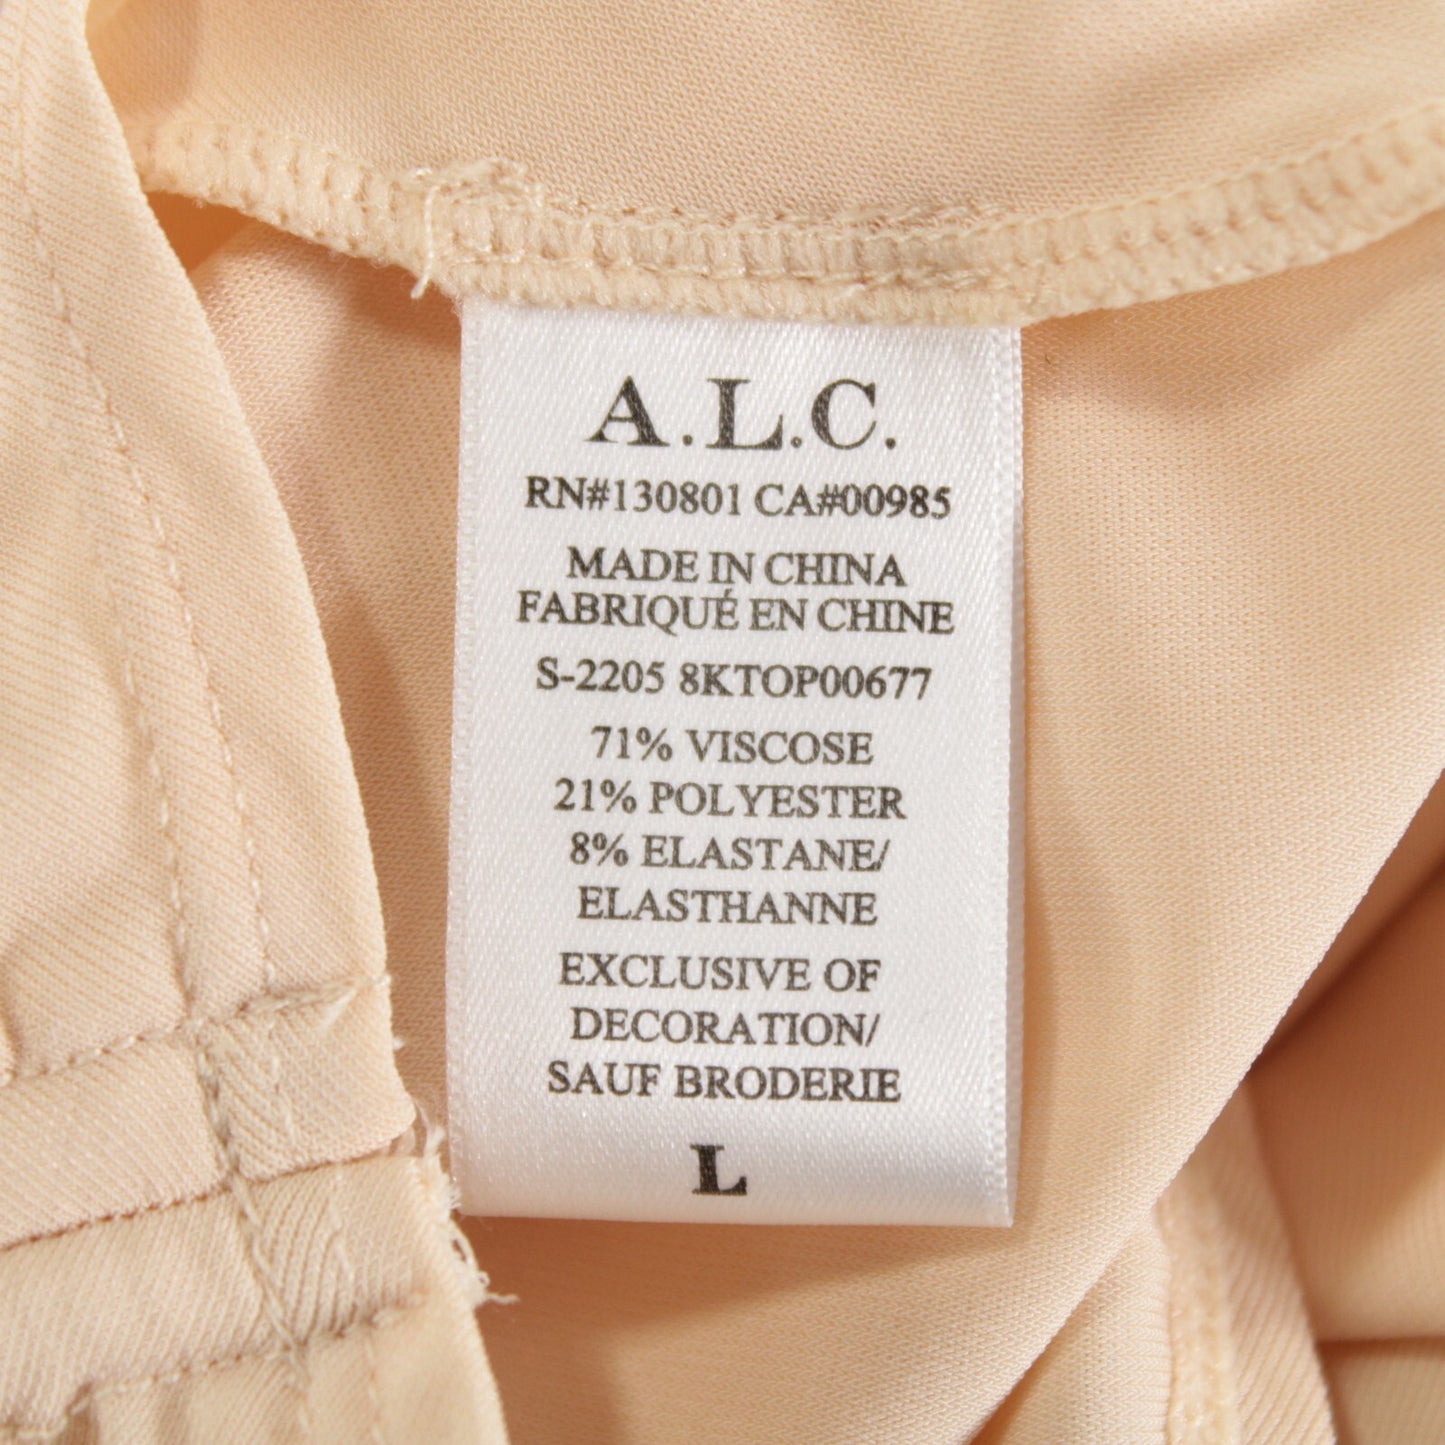 A.L.C.
RN#130801 CA#00985
MADE IN CHINA
FABRIQUÉ EN CHINE
S-2205 8KTOP00677
71% VISCOSE
21% POLYESTER
8% ELASTANE/
ELASTHANNE
EXCLUSIVE OF
DECORATION/
SAUF BRODERIE
L